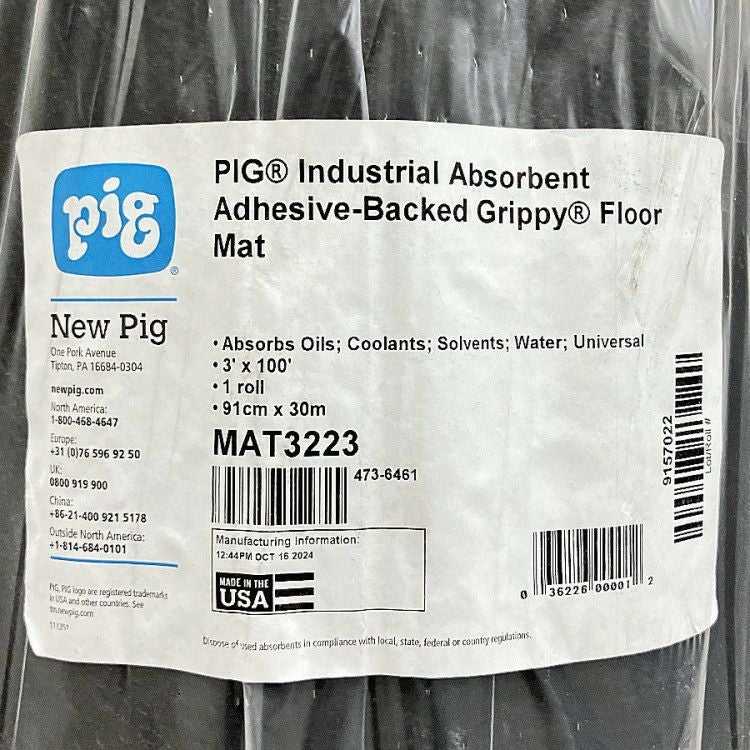 pig
®
New Pig
One Pork Avenue
Tipton, PA 16684-0304
newpig.com
North America:
1-800-468-4647
Europe:
+31 (0)76 596 92 50
UK:
0800 919 900
China:
+86-21-400 921 5178
Outside North America:
+1-814-684-0101
PIG, PIG logo are registered trademarks
in USA and other countries. See
tm.newpig.com
PIG® Industrial Absorbent
Adhesive-Backed Grippy® Floor
Mat
• Absorbs Oils; Coolants; Solvents; Water; Universal
• 3' x 100'
• 1 roll
• 91cm x 30m
MAT3223
473-6461
Manufacturing Information:
12:44PM OCT 16 2024
MADE IN THE
USA
9157022
Lot/Roll #
0 36226 00001 2
Dispose of used absorbents in compliance with local, state, federal or country regulations.